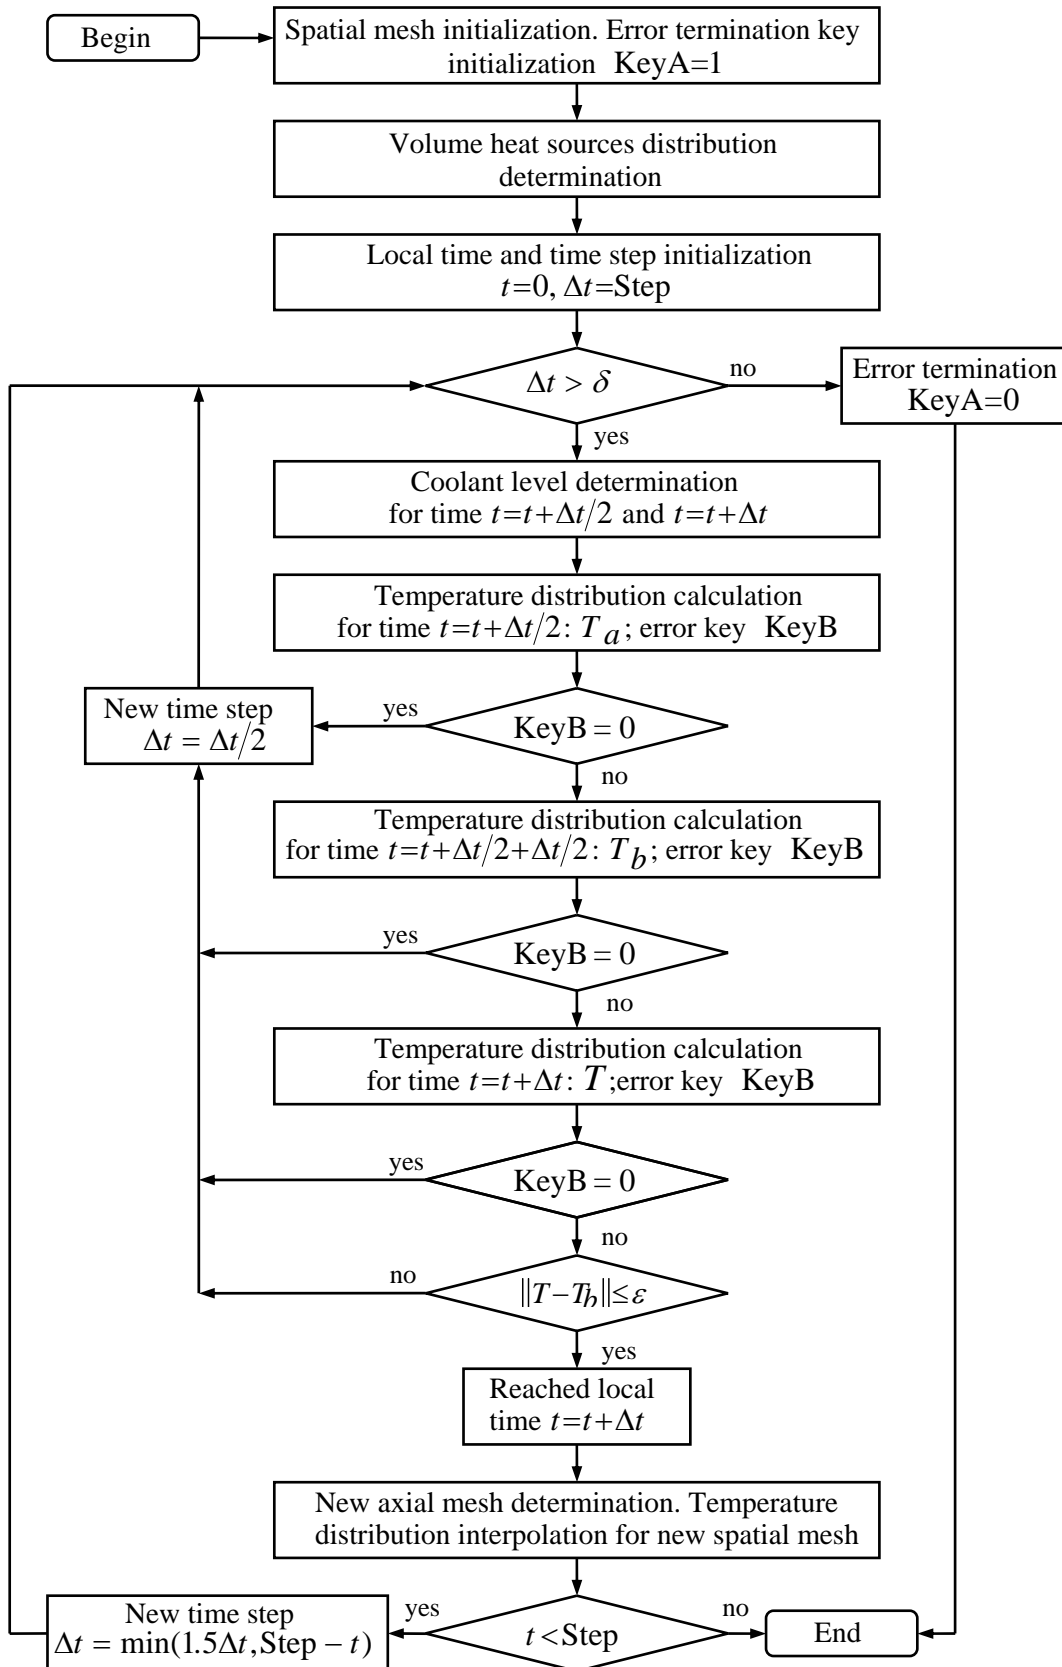 Begin
Spatial mesh initialization. Error termination key
initialization KeyA=1
Volume heat sources distribution
determination
Local time and time step initialization
t=0, Δt=Step
Δt > δ
no
Error termination
KeyA=0
yes
Coolant level determination
for time t=t+Δt/2 and t=t+Δt
Temperature distribution calculation
for time t=t+Δt/2: T_a; error key KeyB
New time step
Δt = Δt/2
yes
KeyB = 0
no
Temperature distribution calculation
for time t=t+Δt/2+Δt/2: T_b; error key KeyB
yes
KeyB = 0
no
Temperature distribution calculation
for time t=t+Δt: T;error key KeyB
yes
KeyB = 0
no
no
||T−T_b||≤ε
yes
Reached local
time t=t+Δt
New axial mesh determination. Temperature
distribution interpolation for new spatial mesh
New time step
Δt = min(1.5Δt,Step−t)
yes
t<Step
no
End